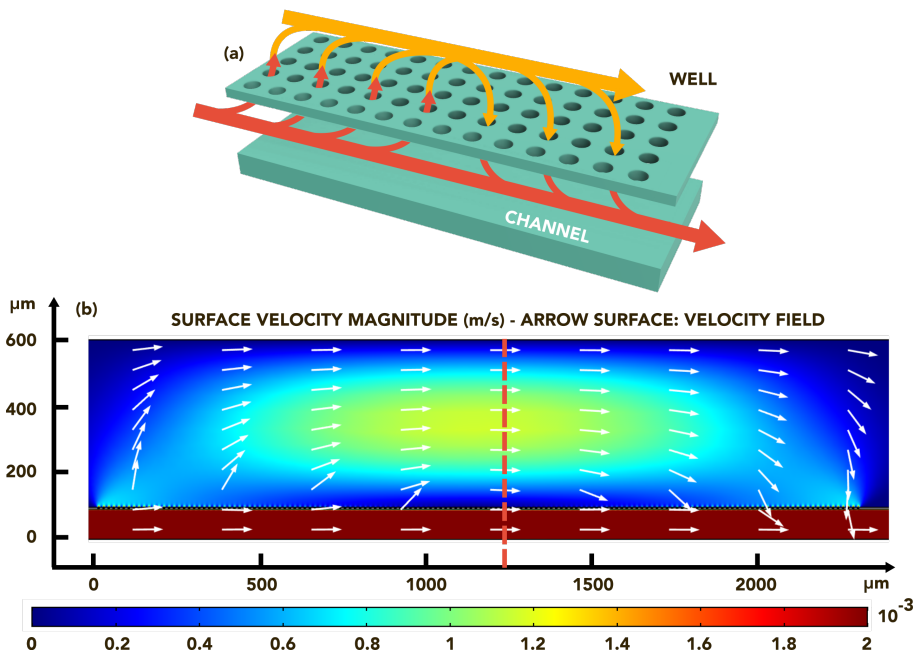 (a)
WELL
CHANNEL
(b)
µm
SURFACE VELOCITY MAGNITUDE (m/s) - ARROW SURFACE: VELOCITY FIELD
600
400
200
0
0 500 1000 1500 2000 µm
10⁻³
0 0.2 0.4 0.6 0.8 1 1.2 1.4 1.6 1.8 2